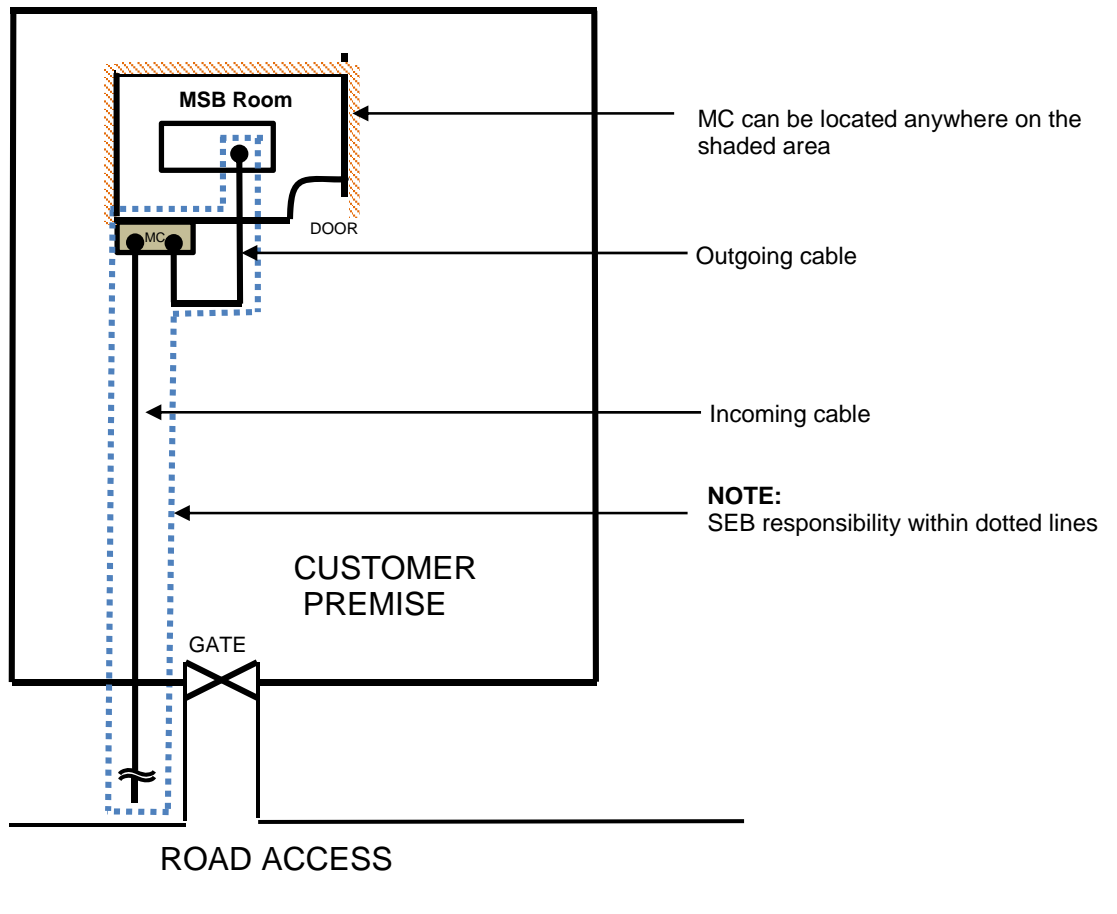 MSB Room
MC can be located anywhere on the
shaded area
DOOR
MC
Outgoing cable
Incoming cable
NOTE:
SEB responsibility within dotted lines
CUSTOMER
PREMISE
GATE
ROAD ACCESS